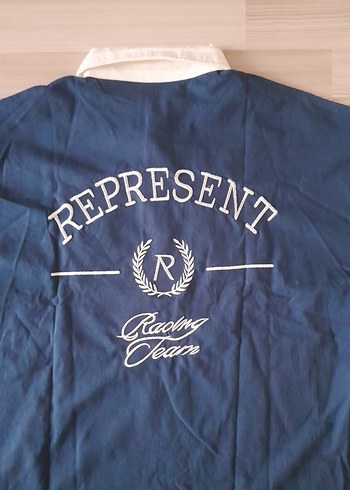 REPRESENT
R
Racing
Team